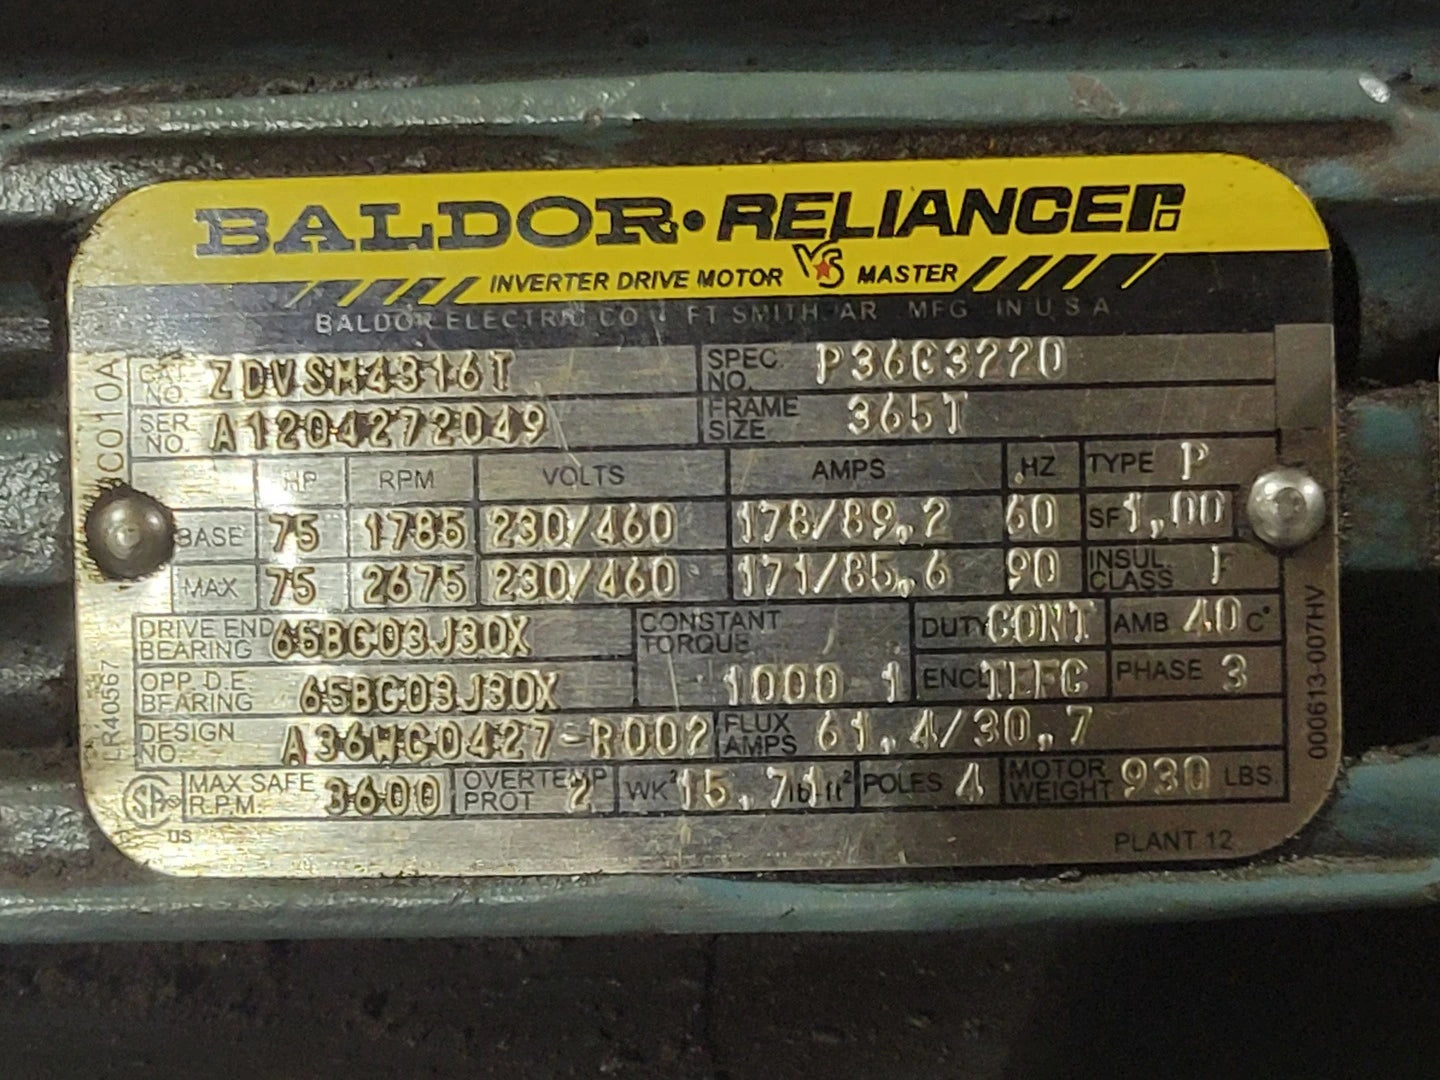 BALDOR•RELIANCER
INVERTER DRIVE MOTOR VS MASTER
BALDOR ELECTRIC CO FT SMITH AR MFG IN U S A
CAT. NO. ZDVSM4316T SPEC. NO. P36G3220
SER. NO. A1204272049 FRAME SIZE 365T
HP RPM VOLTS AMPS HZ TYPE P
BASE 75 1785 230/460 178/89.2 60 SF 1.00
MAX 75 2675 230/460 171/85.6 90 INSUL. CLASS F
DRIVE END BEARING 65BC03J30X CONSTANT TORQUE 1000 1 DUTY CONT AMB 40 C°
OPP D.E. BEARING 65BC03J30X ENCL TEFC PHASE 3
DESIGN NO. A36WG0427-R002 FLUX AMPS 61.4/30.7
MAX SAFE R.P.M. 3600 OVERTEMP PROT 2 WK² 15.71 lb-ft² POLES 4 MOTOR WEIGHT 930 LBS
PLANT 12
C US
LR40567
000613-007HV